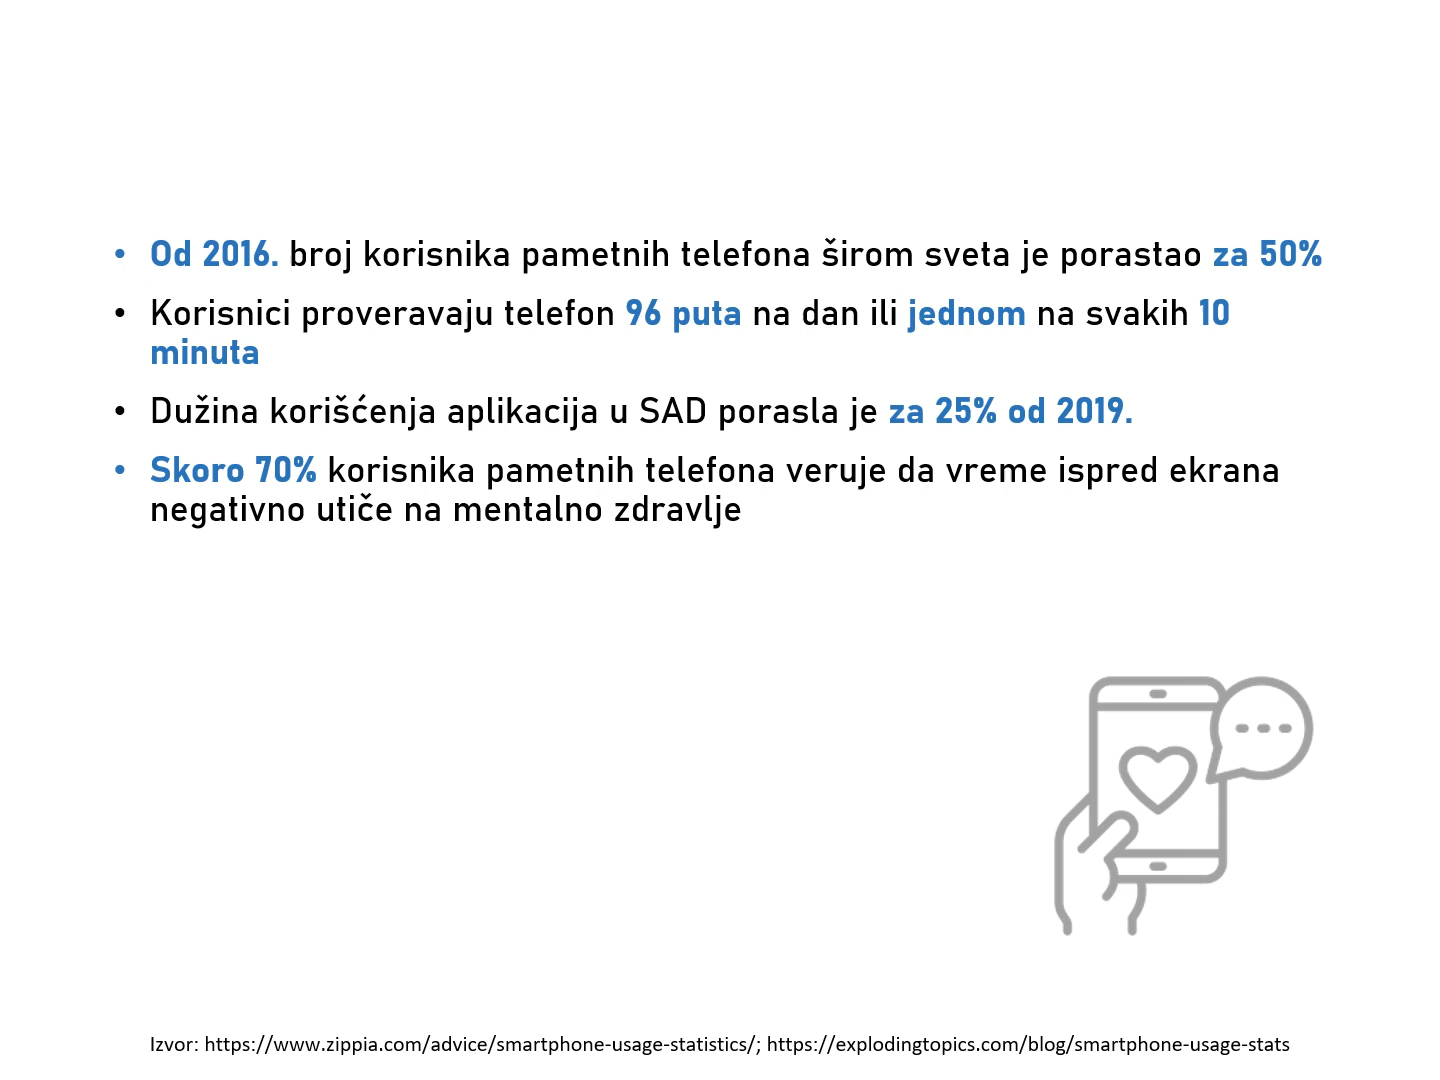 • Od 2016. broj korisnika pametnih telefona širom sveta je porastao za 50%
• Korisnici proveravaju telefon 96 puta na dan ili jednom na svakih 10
minuta
• Dužina korišćenja aplikacija u SAD porasla je za 25% od 2019.
• Skoro 70% korisnika pametnih telefona veruje da vreme ispred ekrana
negativno utiče na mentalno zdravlje
Izvor: https://www.zippia.com/advice/smartphone-usage-statistics/; https://explodingtopics.com/blog/smartphone-usage-stats